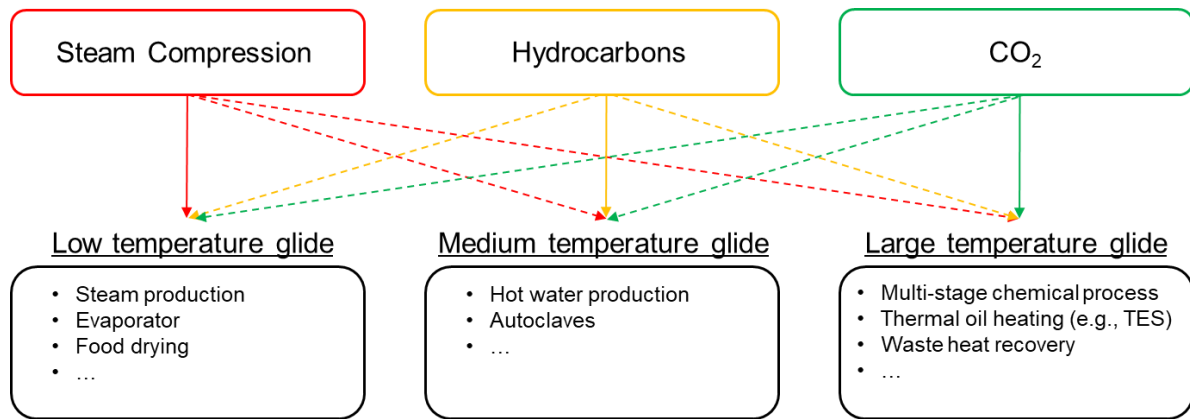 Steam Compression
Hydrocarbons
CO₂
Low temperature glide
• Steam production
• Evaporator
• Food drying
• …
Medium temperature glide
• Hot water production
• Autoclaves
• …
Large temperature glide
• Multi-stage chemical process
• Thermal oil heating (e.g., TES)
• Waste heat recovery
• …